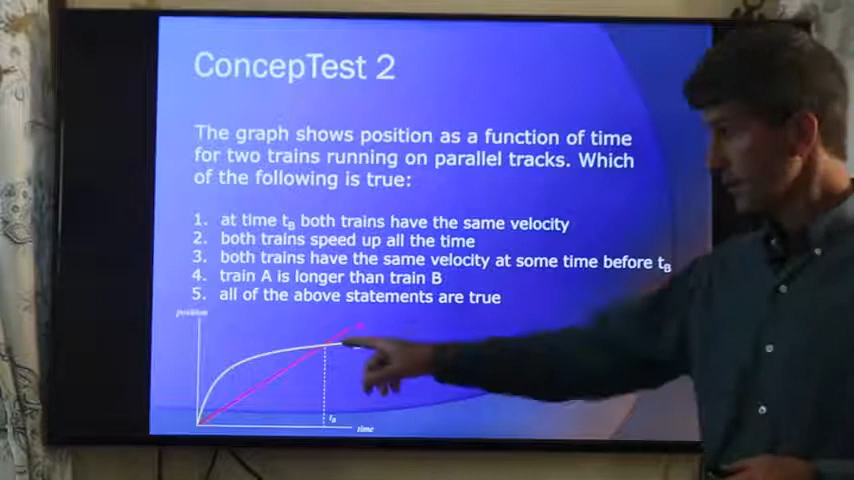 ConcepTest 2
The graph shows position as a function of time
for two trains running on parallel tracks. Which
of the following is true:
1. at time tB both trains have the same velocity
2. both trains speed up all the time
3. both trains have the same velocity at some time before tB
4. train A is longer than train B
5. all of the above statements are true
position
tB
time